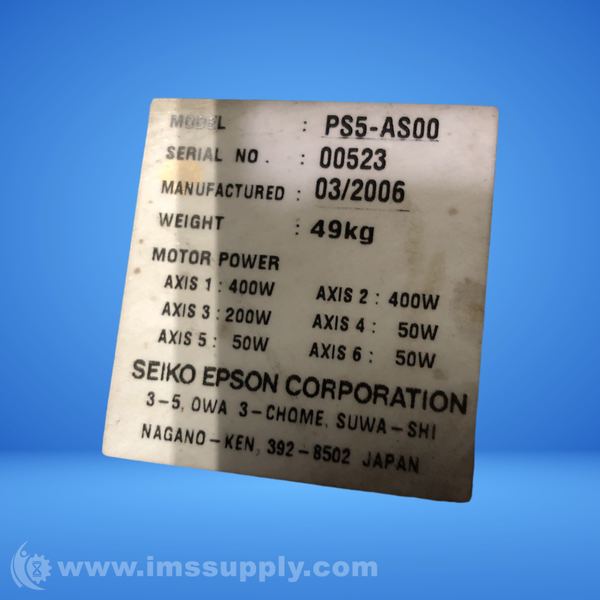 MODEL : PS5-AS00
SERIAL NO. : 00523
MANUFACTURED : 03/2006
WEIGHT : 49kg
MOTOR POWER
AXIS 1 : 400W AXIS 2 : 400W
AXIS 3 : 200W AXIS 4 : 50W
AXIS 5 : 50W AXIS 6 : 50W
SEIKO EPSON CORPORATION
3-5, OWA 3-CHOME, SUWA-SHI
NAGANO-KEN, 392-8502 JAPAN
www.imssupply.com